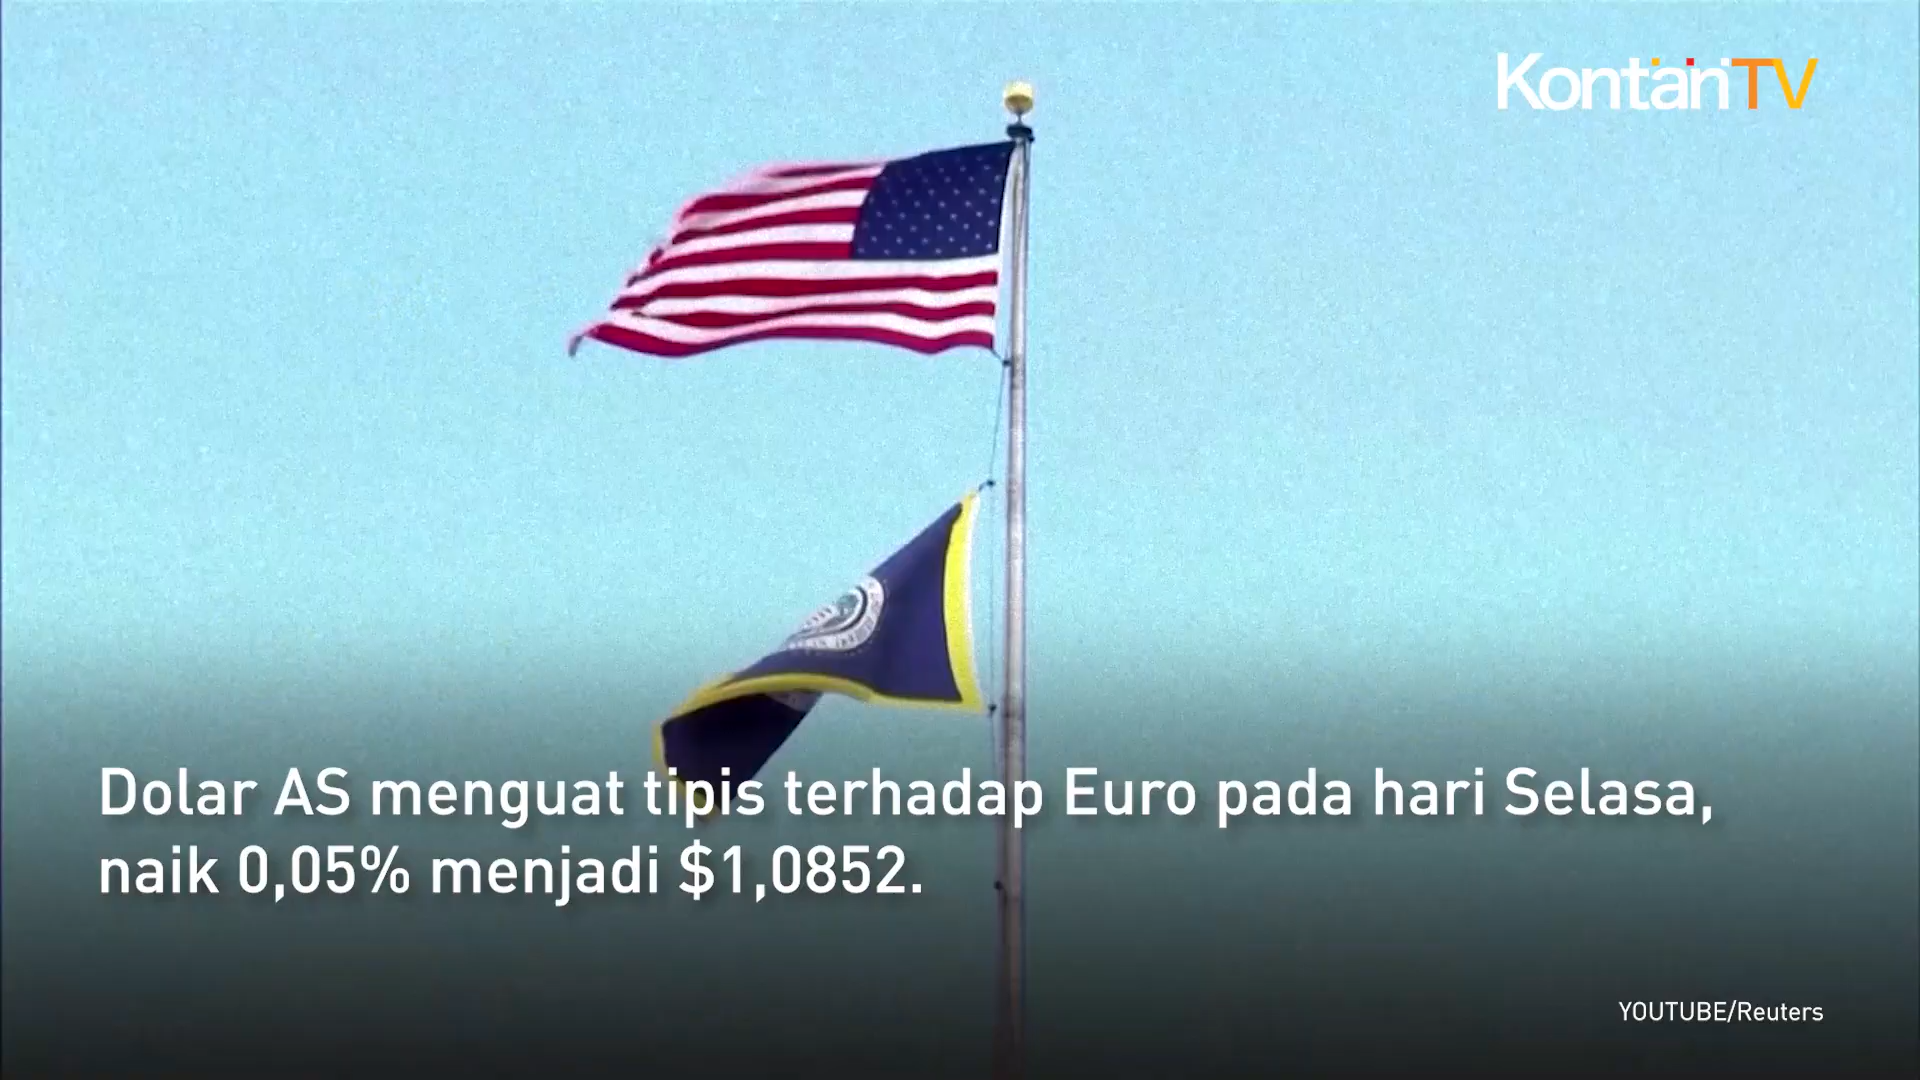 KontanTV
Dolar AS menguat tipis terhadap Euro pada hari Selasa,
naik 0,05% menjadi $1,0852.
YOUTUBE/Reuters